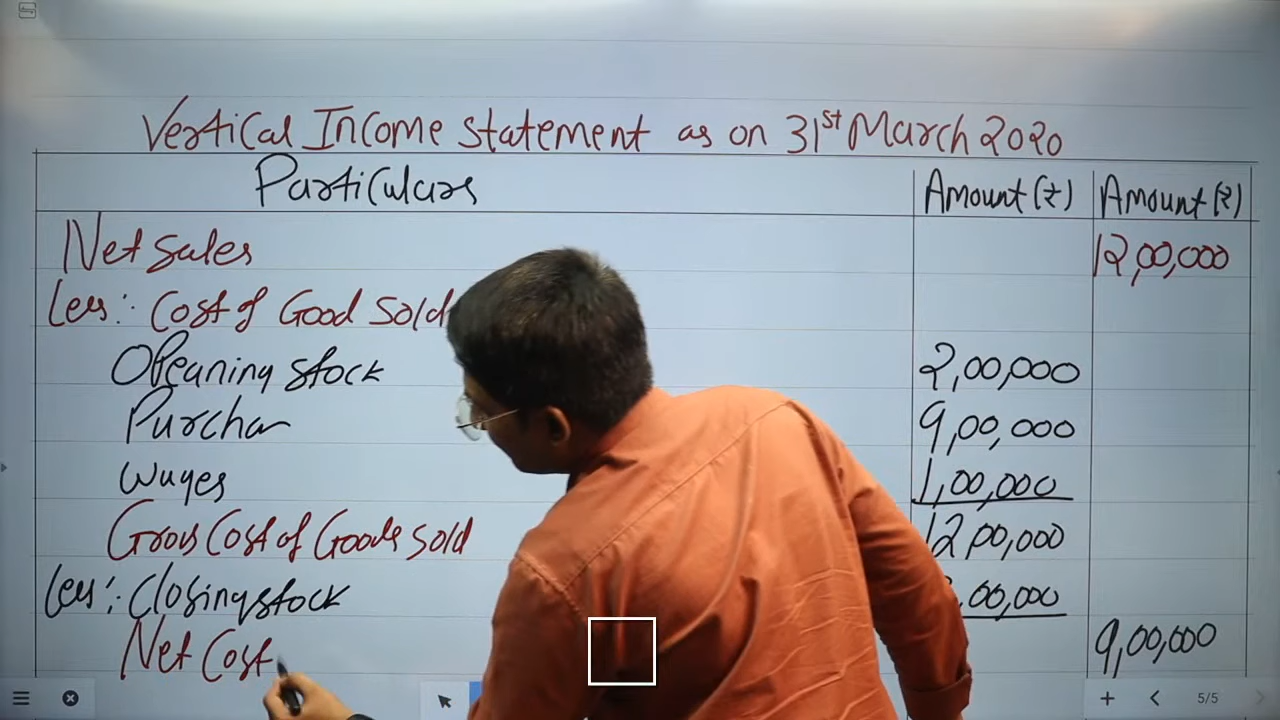 Vertical Income Statement as on 31st March 2020
Particulars Amount (₹) Amount (₹)
Net Sales 12,00,000
Less: Cost of Good Sold
Opeaning Stock 2,00,000
Purchase 9,00,000
Wages 1,00,000
Gross Cost of Goods Sold 12,00,000
Less: Closing stock ,00,000
Net Cost 9,00,000
5/5